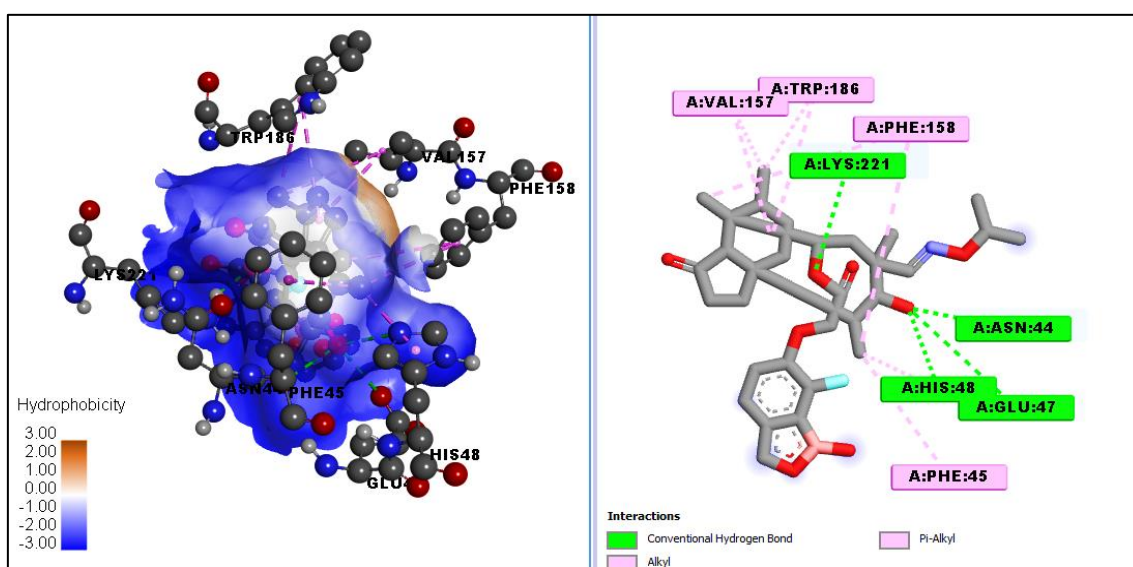 TRP186
VAL157
PHE158
LYS221
ASN44
PHE45
HIS48
Hydrophobicity
3.00
2.00
1.00
0.00
-1.00
-2.00
-3.00
A:TRP:186
A:VAL:157
A:PHE:158
A:LYS:221
A:ASN:44
A:HIS:48
A:GLU:47
A:PHE:45
Interactions
Conventional Hydrogen Bond
Pi-Alkyl
Alkyl